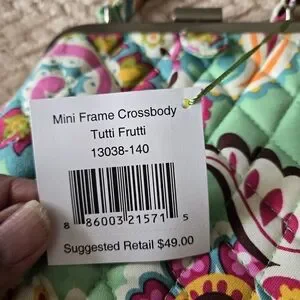 Mini Frame Crossbody
Tutti Frutti
13038-140
8 86003 21571 5
Suggested Retail $49.00